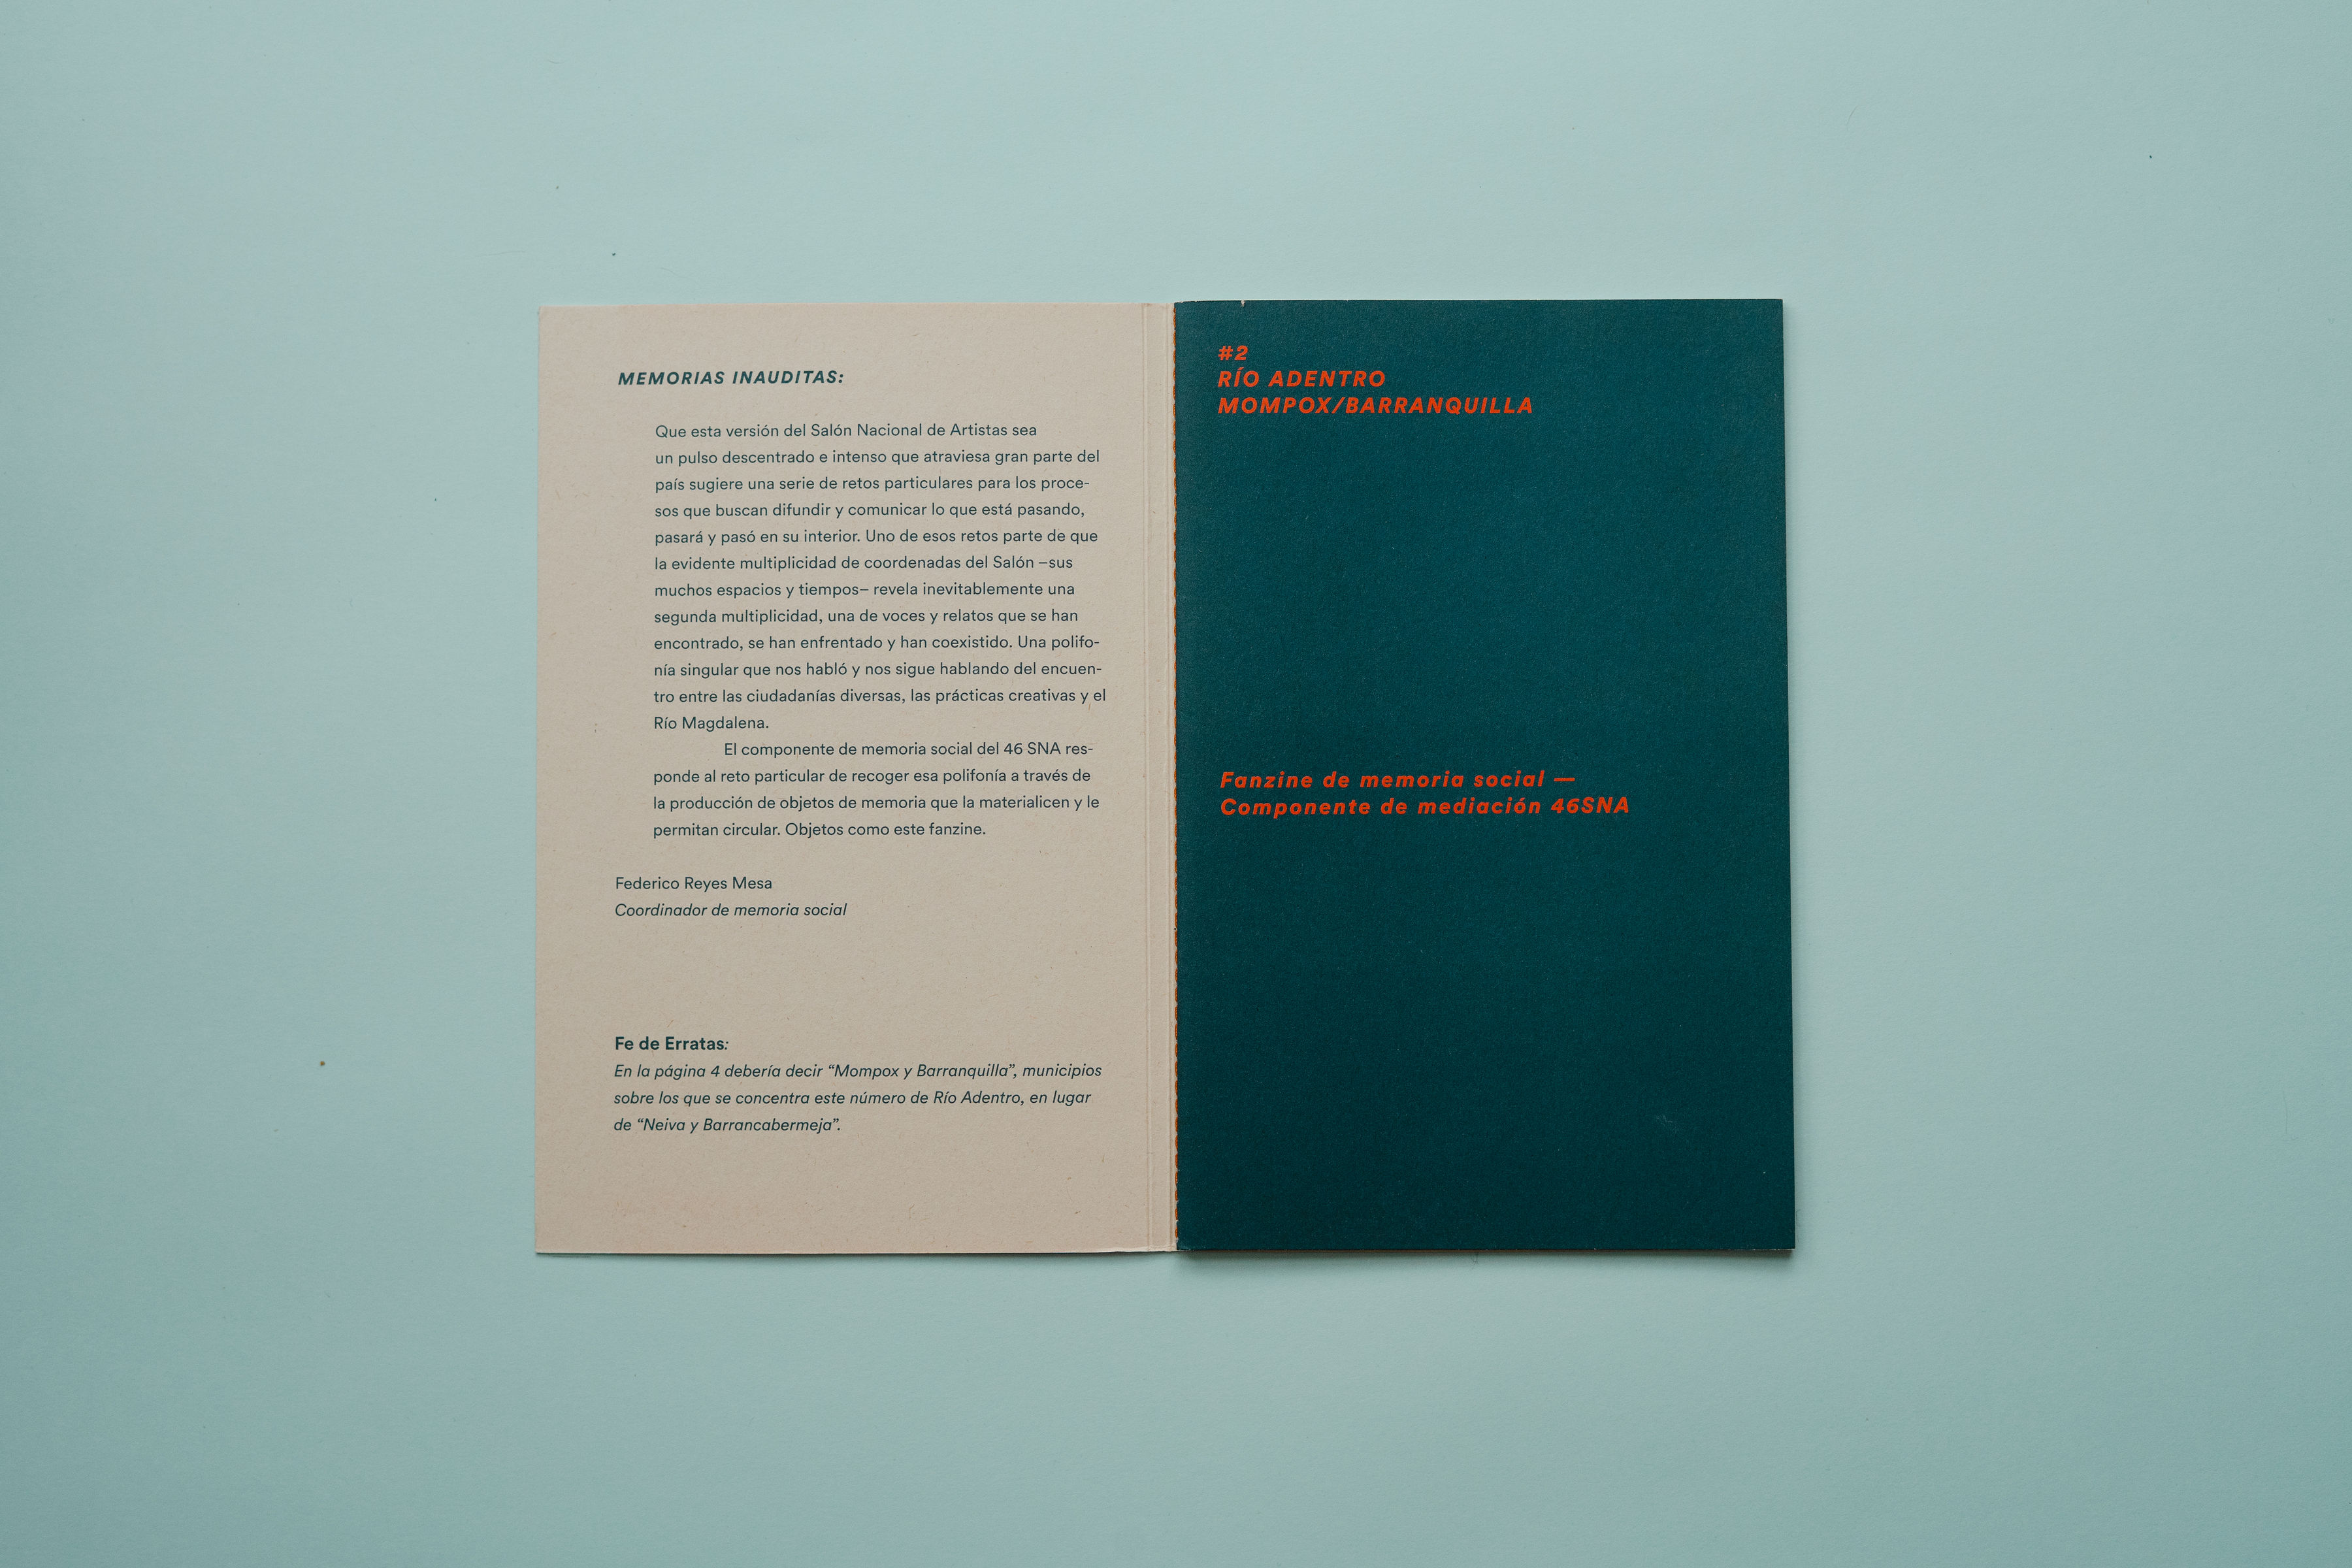 MEMORIAS INAUDITAS:
Que esta versión del Salón Nacional de Artistas sea
un pulso descentrado e intenso que atraviesa gran parte del
país sugiere una serie de retos particulares para los proce-
sos que buscan difundir y comunicar lo que está pasando,
pasará y pasó en su interior. Uno de esos retos parte de que
la evidente multiplicidad de coordenadas del Salón –sus
muchos espacios y tiempos– revela inevitablemente una
segunda multiplicidad, una de voces y relatos que se han
encontrado, se han enfrentado y han coexistido. Una polifo-
nía singular que nos habló y nos sigue hablando del encuen-
tro entre las ciudadanías diversas, las prácticas creativas y el
Río Magdalena.
El componente de memoria social del 46 SNA res-
ponde al reto particular de recoger esa polifonía a través de
la producción de objetos de memoria que la materialicen y le
permitan circular. Objetos como este fanzine.
Federico Reyes Mesa
Coordinador de memoria social
Fe de Erratas:
En la página 4 debería decir “Mompox y Barranquilla”, municipios
sobre los que se concentra este número de Río Adentro, en lugar
de “Neiva y Barrancabermeja”.
#2
RÍO ADENTRO
MOMPOX/BARRANQUILLA
Fanzine de memoria social —
Componente de mediación 46SNA